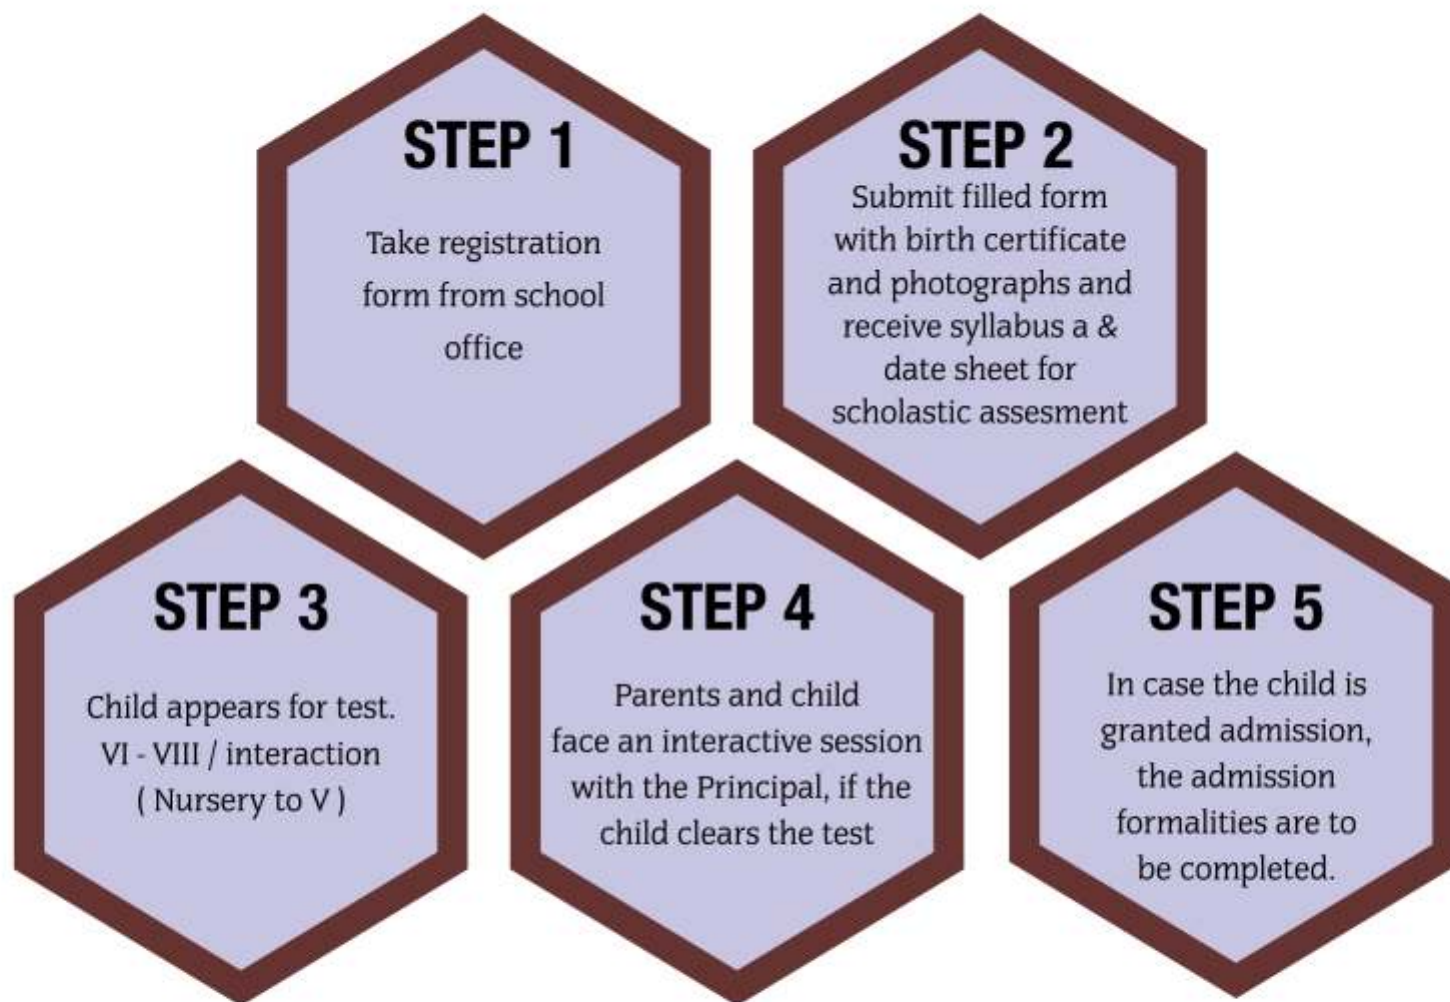 STEP 1
Take registration
form from school
office
STEP 2
Submit filled form
with birth certificate
and photographs and
receive syllabus a &
date sheet for
scholastic assesment
STEP 3
Child appears for test.
VI - VIII / interaction
( Nursery to V )
STEP 4
Parents and child
face an interactive session
with the Principal, if the
child clears the test
STEP 5
In case the child is
granted admission,
the admission
formalities are to
be completed.